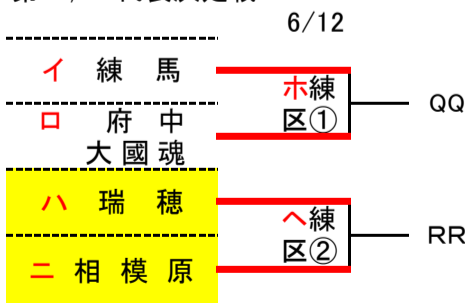 6/12
イ 練 馬
ホ練
区①
QQ
ロ 府 中
大 國 魂
ハ 瑞 穂
ヘ練
区②
RR
ニ 相 模 原